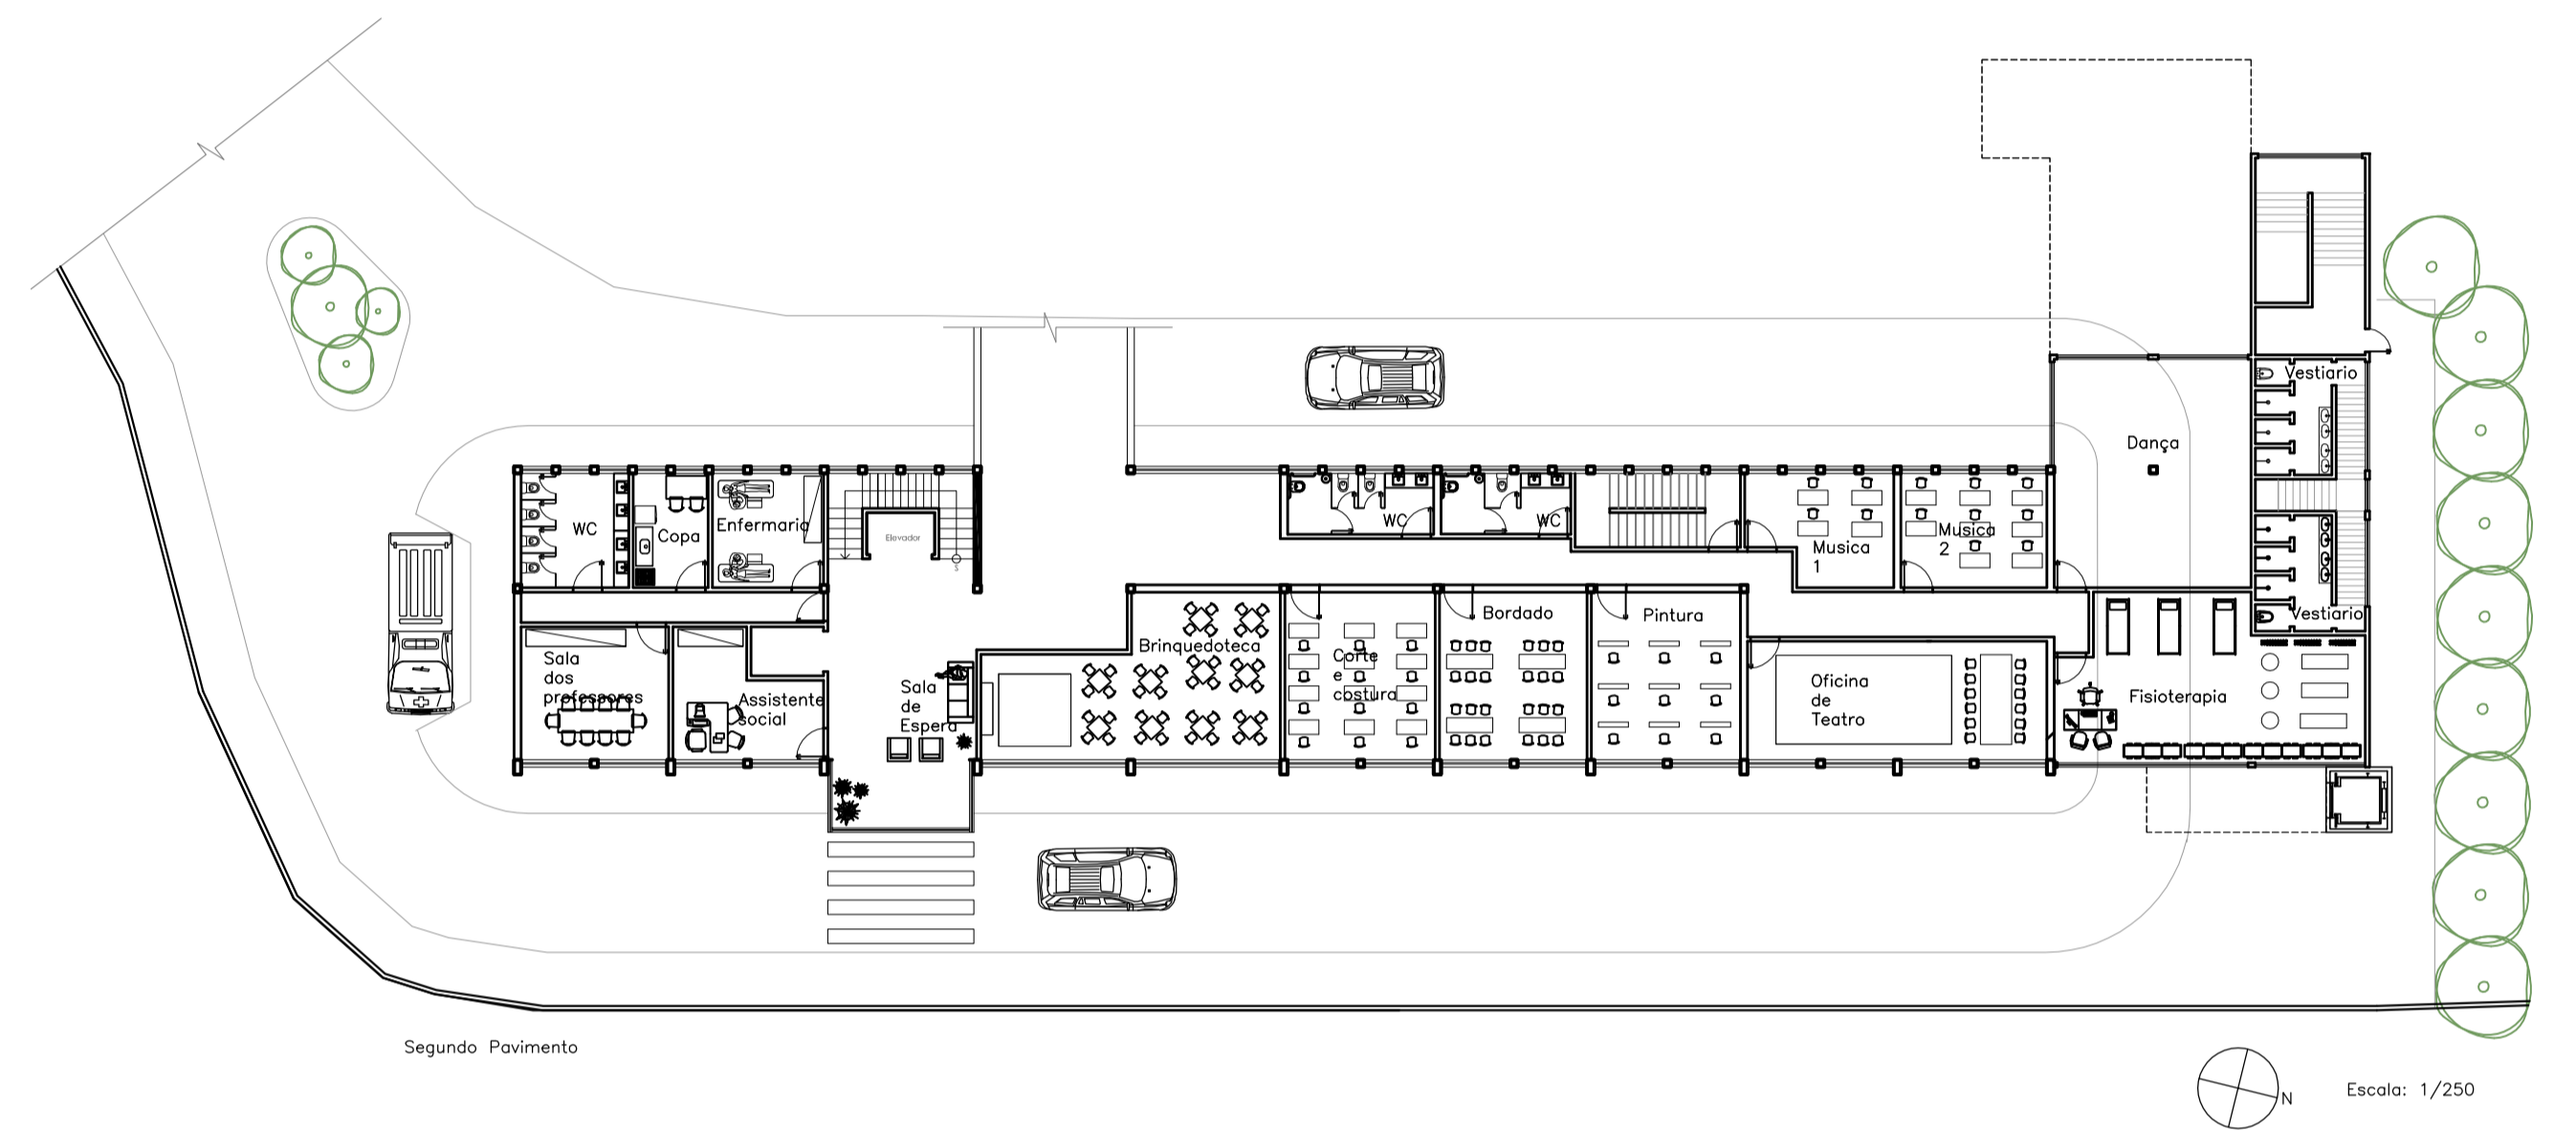 Vestiario
Dança
WC
Copa
Enfermaria
Elevador
S
WC
WC
Musica
1
Musica
2
Vestiario
Sala
dos
professores
Assistente
social
Sala
de
Espera
Brinquedoteca
Corte
e
costura
Bordado
Pintura
Oficina
de
Teatro
Fisioterapia
Segundo Pavimento
N
Escala: 1/250